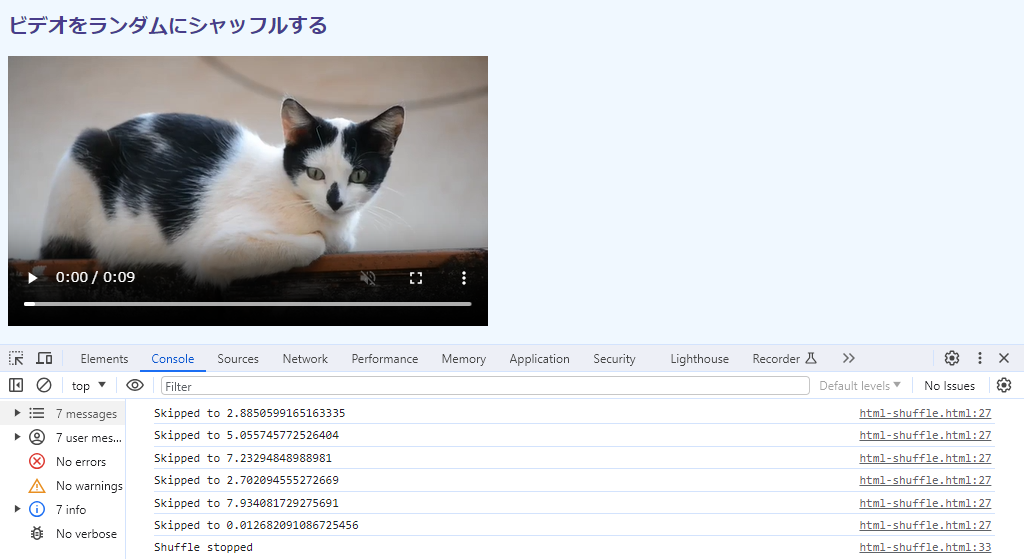 ビデオをランダムにシャッフルする
0:00 / 0:09
Elements Console Sources Network Performance Memory Application Security Lighthouse Recorder
top Filter Default levels No Issues
7 messages
7 user mes...
No errors
No warnings
7 info
No verbose
Skipped to 2.8850599165163335 html-shuffle.html:27
Skipped to 5.055745772526404 html-shuffle.html:27
Skipped to 7.23294848988981 html-shuffle.html:27
Skipped to 2.702094555272669 html-shuffle.html:27
Skipped to 7.934081729275691 html-shuffle.html:27
Skipped to 0.012682091086725456 html-shuffle.html:27
Shuffle stopped html-shuffle.html:33